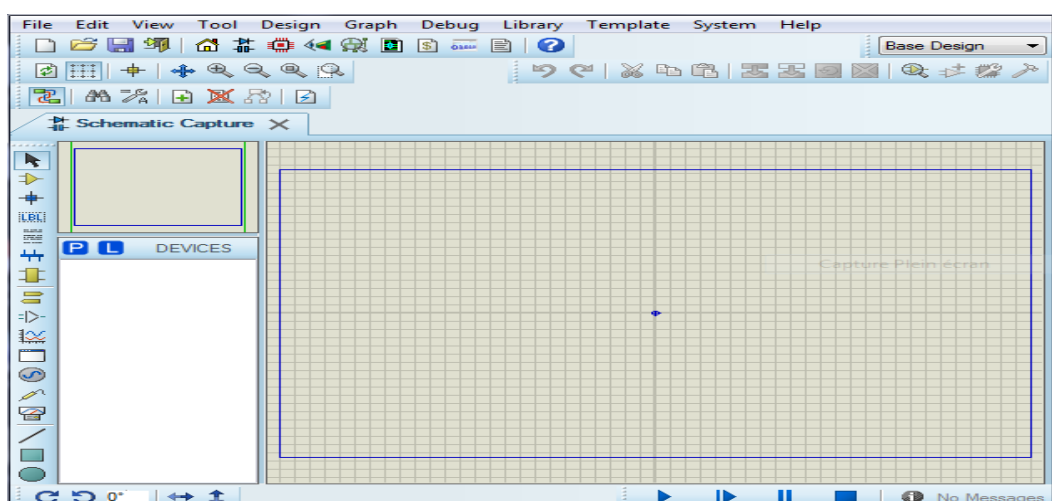 File Edit View Tool Design Graph Debug Library Template System Help
Base Design
Schematic Capture
LBL
P L DEVICES
Capture Plein écran
0°
No Messages